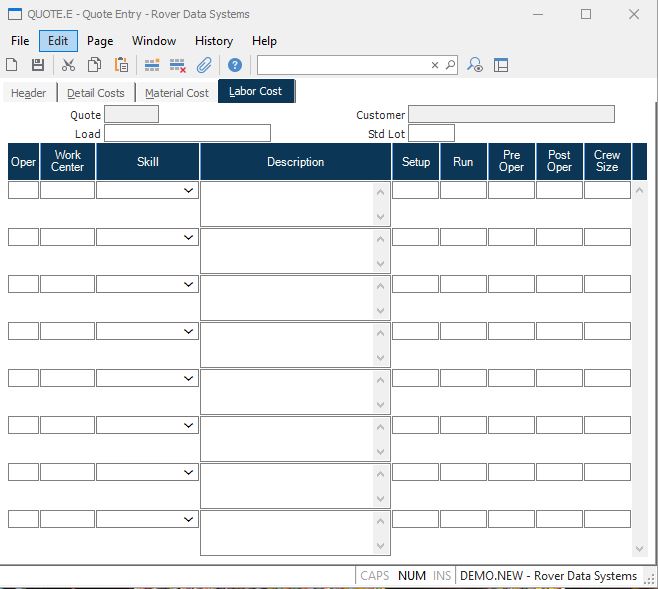 QUOTE.E - Quote Entry - Rover Data Systems
File Edit Page Window History Help
Header Detail Costs Material Cost Labor Cost
Quote Customer
Load Std Lot
Oper Work Center Skill Description Setup Run Pre Oper Post Oper Crew Size
CAPS NUM INS DEMO.NEW - Rover Data Systems